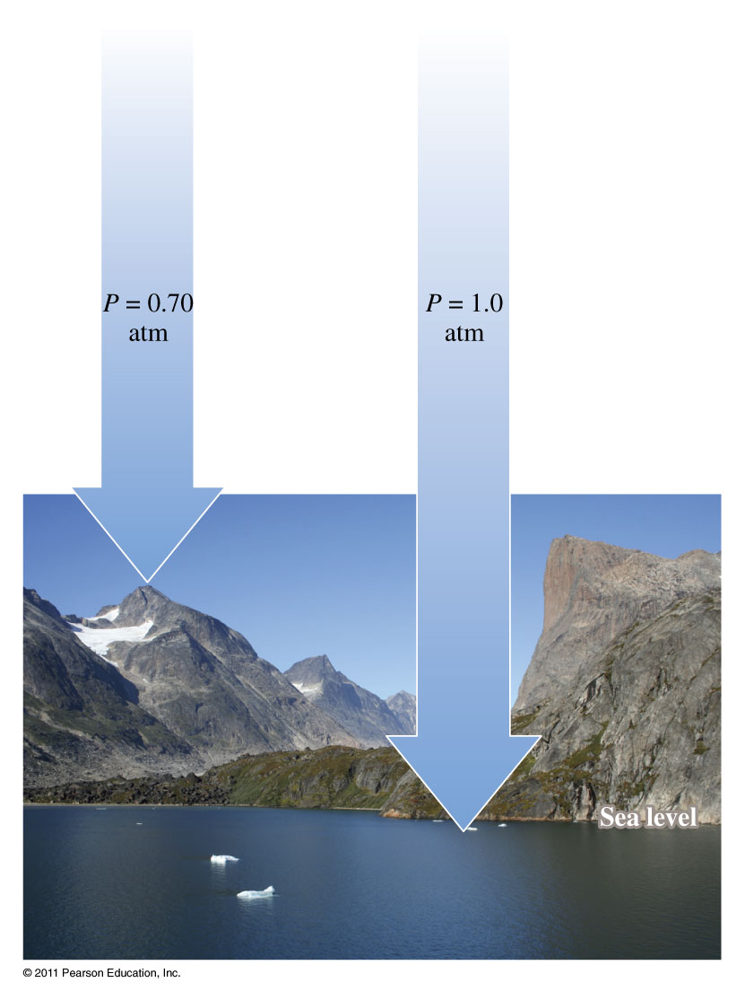 P = 0.70
atm
P = 1.0
atm
Sea level
© 2011 Pearson Education, Inc.